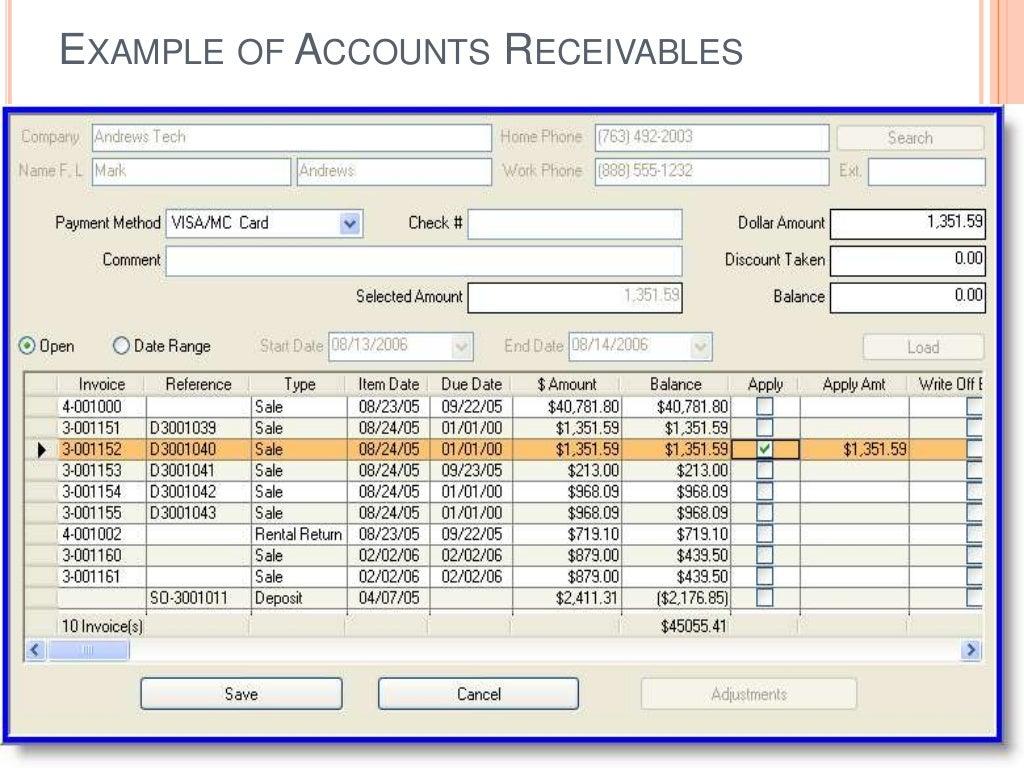 EXAMPLE OF ACCOUNTS RECEIVABLES
Company Andrews Tech Home Phone (763) 492-2003 Search
Name F, L Mark Andrews Work Phone (888) 555-1232 Ext.
Payment Method VISA/MC Card Check # Dollar Amount 1,351.59
Comment Discount Taken 0.00
Selected Amount 1,351.59 Balance 0.00
Open Date Range Start Date 08/13/2006 End Date 08/14/2006 Load
Invoice Reference Type Item Date Due Date $ Amount Balance Apply Apply Amt Write Off
4-001000 Sale 08/23/05 09/22/05 $40,781.80 $40,781.80
3-001151 D3001039 Sale 08/24/05 01/01/00 $1,351.59 $1,351.59
3-001152 D3001040 Sale 08/24/05 01/01/00 $1,351.59 $1,351.59 $1,351.59
3-001153 D3001041 Sale 08/24/05 09/23/05 $213.00 $213.00
3-001154 D3001042 Sale 08/24/05 01/01/00 $968.09 $968.09
3-001155 D3001043 Sale 08/24/05 01/01/00 $968.09 $968.09
4-001002 Rental Return 08/23/05 09/22/05 $719.10 $719.10
3-001160 Sale 02/02/06 02/02/06 $879.00 $439.50
3-001161 Sale 02/02/06 02/02/06 $879.00 $439.50
SO-3001011 Deposit 04/07/05 $2,411.31 ($2,176.85)
10 Invoice(s) $45055.41
Save Cancel Adjustments